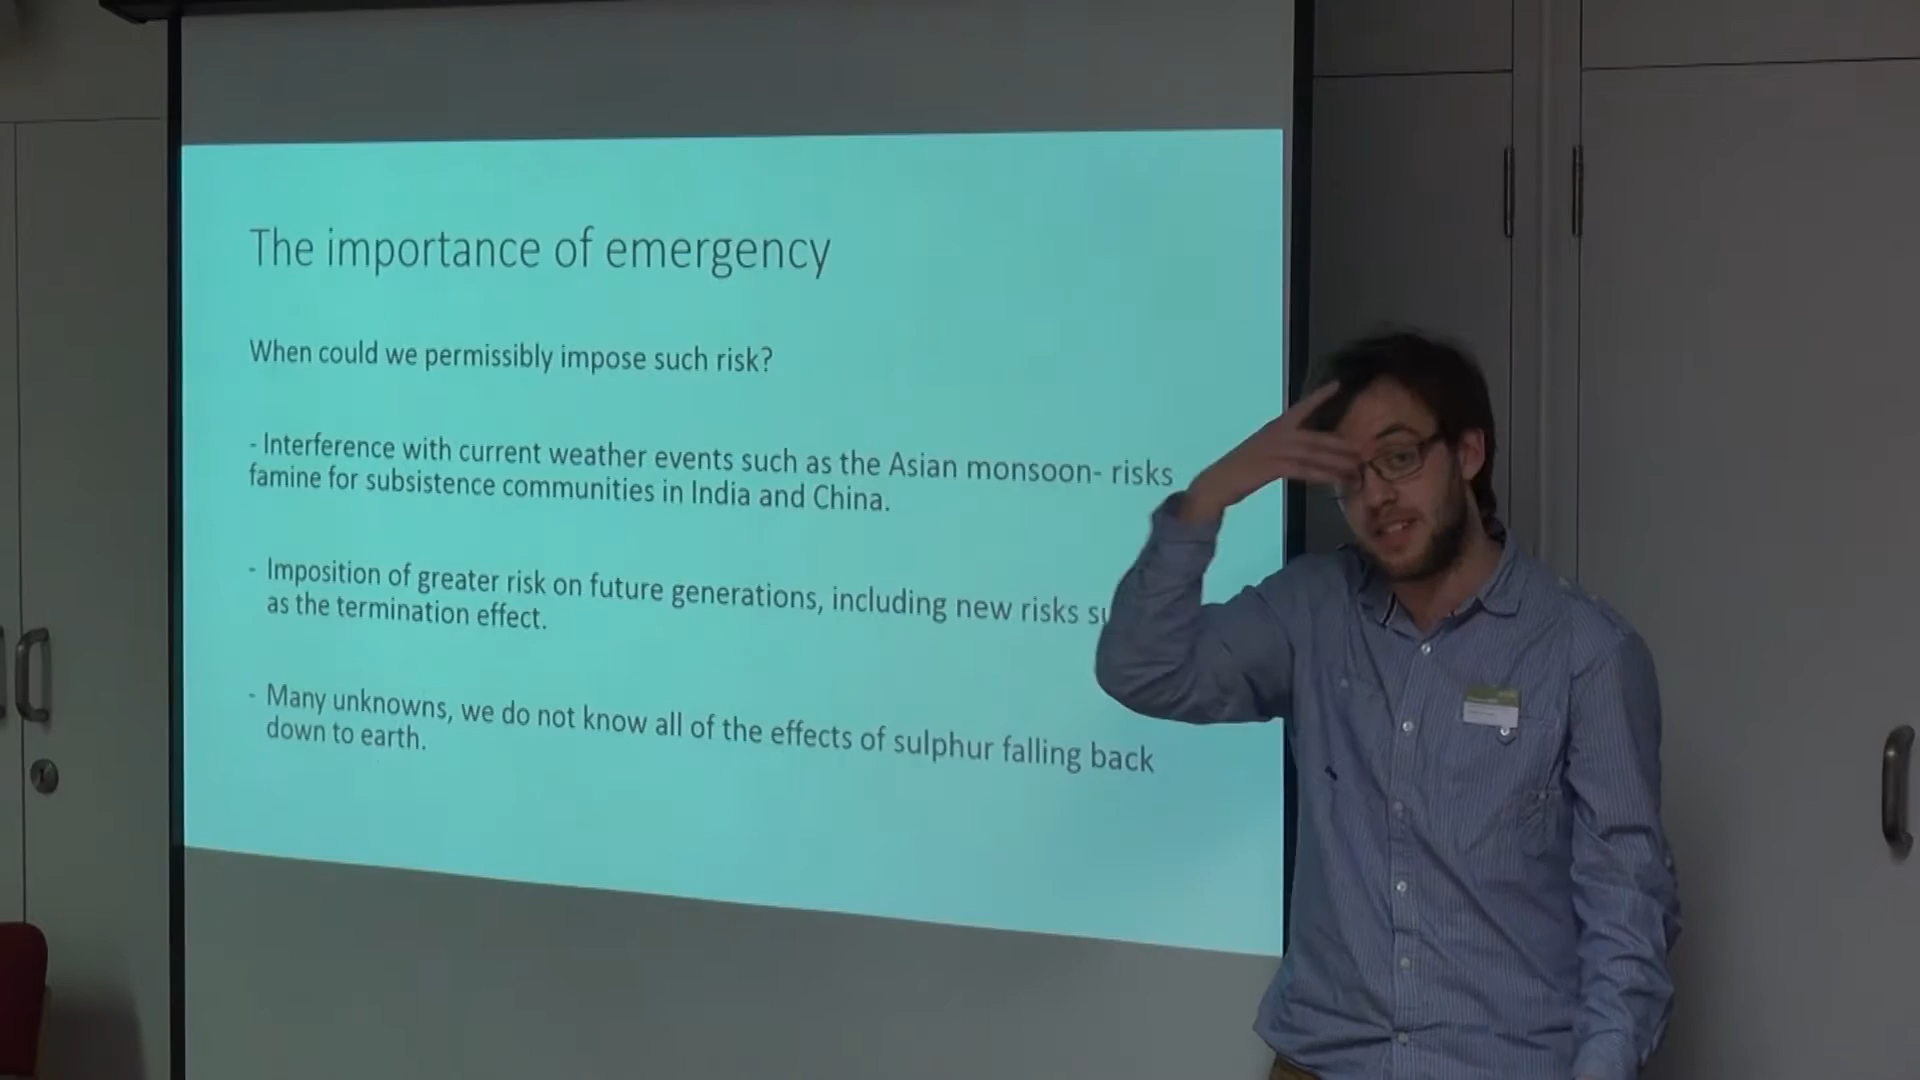 The importance of emergency
When could we permissibly impose such risk?
- Interference with current weather events such as the Asian monsoon- risks
famine for subsistence communities in India and China.
- Imposition of greater risk on future generations, including new risks
as the termination effect.
- Many unknowns, we do not know all of the effects of sulphur falling back
down to earth.